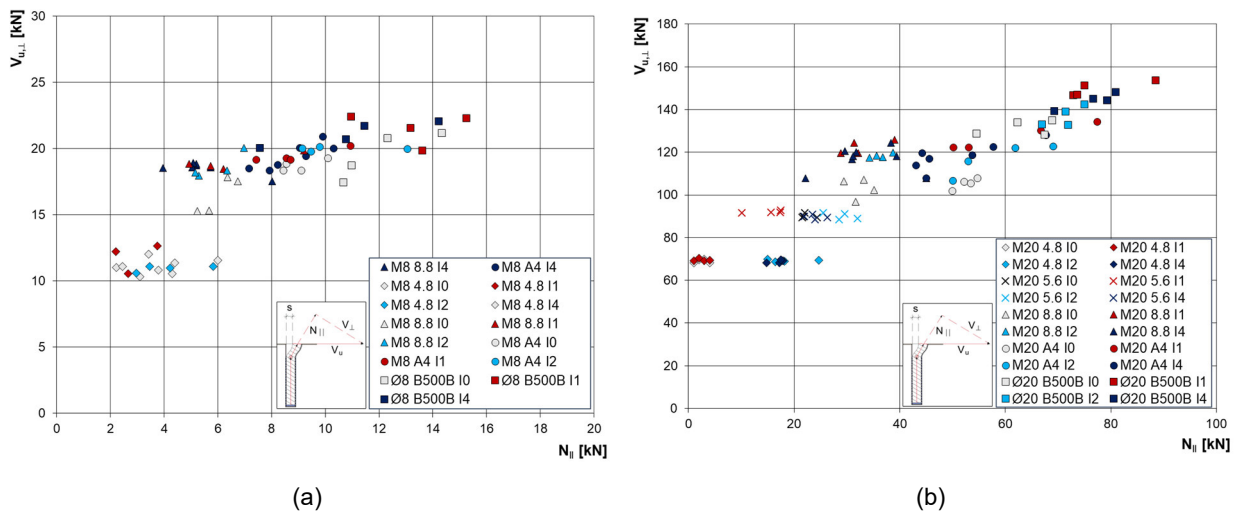 V_{u,⊥} [kN]
30
25
20
15
10
5
0
0 2 4 6 8 10 12 14 16 18 20
N_{||} [kN]
s
N_{||}
V_⊥
V_u
M8 8.8 I4 M8 A4 I4
M8 4.8 I0 M8 4.8 I1
M8 4.8 I2 M8 4.8 I4
M8 8.8 I0 M8 8.8 I1
M8 8.8 I2 M8 A4 I0
M8 A4 I1 M8 A4 I2
Ø8 B500B I0 Ø8 B500B I1
Ø8 B500B I4
(a)
V_{u,⊥} [kN]
180
160
140
120
100
80
60
40
20
0
0 20 40 60 80 100
N_{||} [kN]
s
N_{||}
V_⊥
V_u
M20 4.8 I0 M20 4.8 I1
M20 4.8 I2 M20 4.8 I4
M20 5.6 I0 M20 5.6 I1
M20 5.6 I2 M20 5.6 I4
M20 8.8 I0 M20 8.8 I1
M20 8.8 I2 M20 8.8 I4
M20 A4 I0 M20 A4 I1
M20 A4 I2 M20 A4 I4
Ø20 B500B I0 Ø20 B500B I1
Ø20 B500B I2 Ø20 B500B I4
(b)